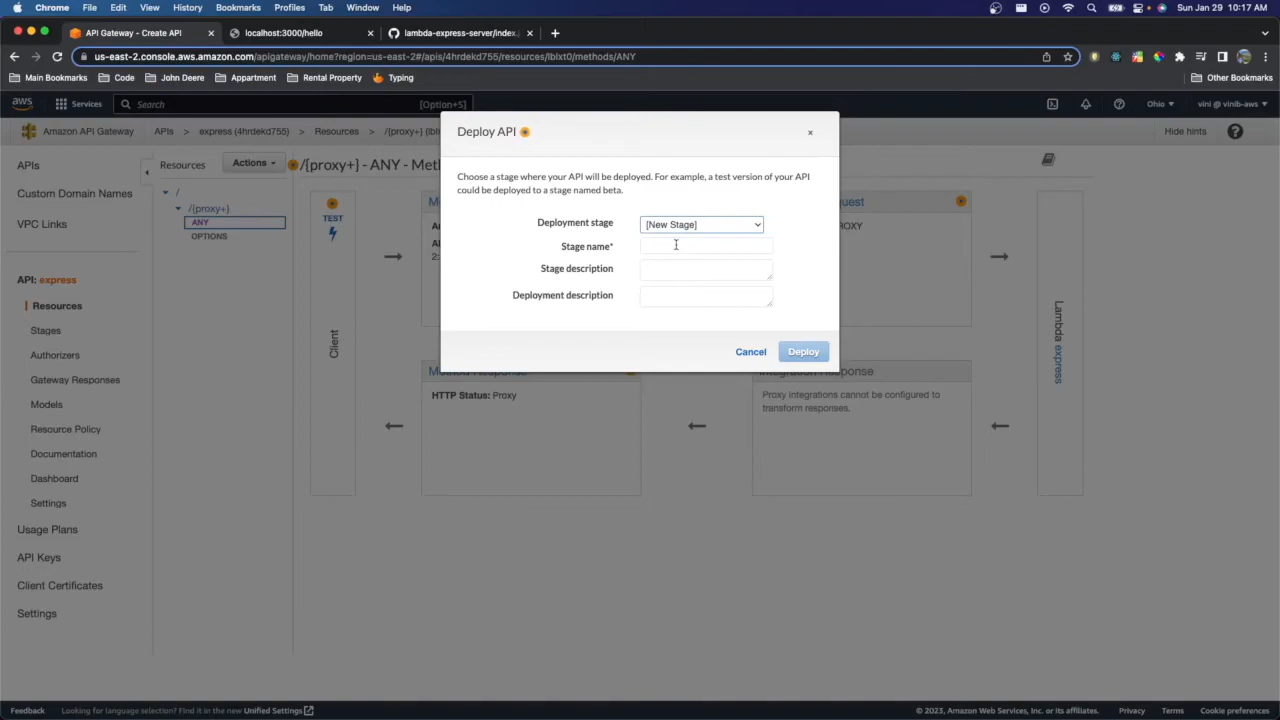 Chrome File Edit View History Bookmarks Profiles Tab Window Help Sun Jan 29 10:17 AM
API Gateway - Create API × localhost:3000/hello × lambda-express-server/index. × +
us-east-2.console.aws.amazon.com/apigateway/home?region=us-east-2#/apis/4hrdekd755/resources/lblxt0/methods/ANY
Main Bookmarks Code John Deere Appartment Rental Property Typing Other Bookmarks
aws Services Search [Option+S] Ohio vini @ vinib-aws
Amazon API Gateway APIs > express (4hrdekd755) > Resources > /{proxy+} Hide hints ?
APIs
Custom Domain Names
VPC Links
API: express
Resources
Stages
Authorizers
Gateway Responses
Models
Resource Policy
Documentation
Dashboard
Settings
Usage Plans
API Keys
Client Certificates
Settings
Resources Actions
/
/{proxy+}
ANY
OPTIONS
/{proxy+} - ANY -
TEST
Client
Deploy API ×
Choose a stage where your API will be deployed. For example, a test version of your API
could be deployed to a stage named beta.
Deployment stage [New Stage]
Stage name*
Stage description
Deployment description
Cancel Deploy
HTTP Status: Proxy
Response
Proxy integrations cannot be configured to
transform responses.
Lambda express
Feedback Looking for language selection? Find it in the new Unified Settings © 2023, Amazon Web Services, Inc. or its affiliates. Privacy Terms Cookie preferences